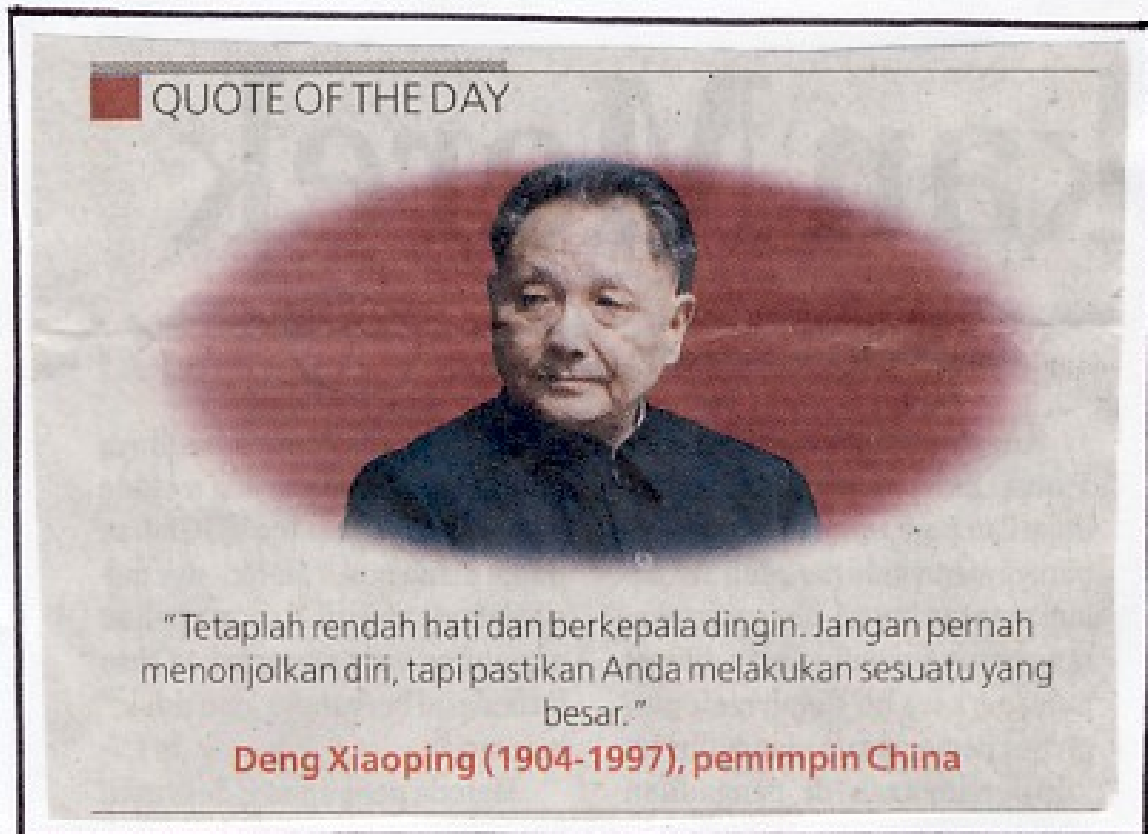 QUOTE OF THE DAY
"Tetaplah rendah hati dan berkepala dingin. Jangan pernah
menonjolkan diri, tapi pastikan Anda melakukan sesuatu yang
besar."
Deng Xiaoping (1904-1997), pemimpin China